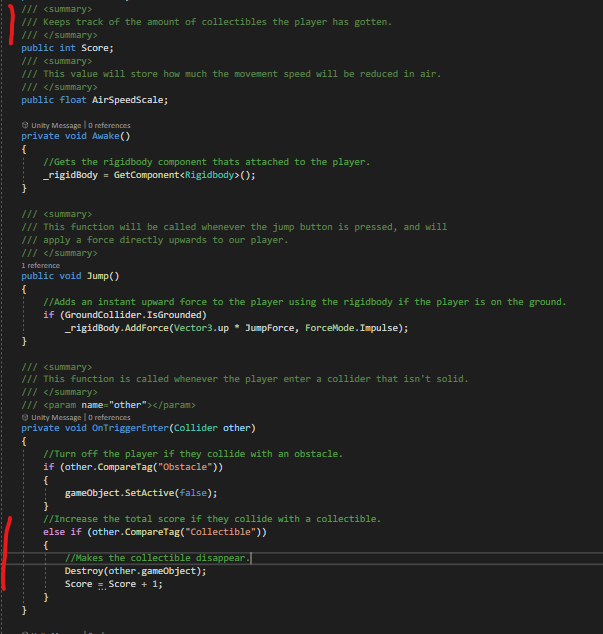 /// <summary>
/// Keeps track of the amount of collectibles the player has gotten.
/// </summary>
public int Score;
/// <summary>
/// This value will store how much the movement speed will be reduced in air.
/// </summary>
public float AirSpeedScale;
Unity Message | 0 references
private void Awake()
{
//Gets the rigidbody component thats attached to the player.
_rigidBody = GetComponent<Rigidbody>();
}
/// <summary>
/// This function will be called whenever the jump button is pressed, and will
/// apply a force directly upwards to our player.
/// </summary>
1 reference
public void Jump()
{
//Adds an instant upward force to the player using the rigidbody if the player is on the ground.
if (GroundCollider.IsGrounded)
_rigidBody.AddForce(Vector3.up * JumpForce, ForceMode.Impulse);
}
/// <summary>
/// This function is called whenever the player enter a collider that isn't solid.
/// </summary>
/// <param name="other"></param>
Unity Message | 0 references
private void OnTriggerEnter(Collider other)
{
//Turn off the player if they collide with an obstacle.
if (other.CompareTag("Obstacle"))
{
gameObject.SetActive(false);
}
//Increase the total score if they collide with a collectible.
else if (other.CompareTag("Collectible"))
{
//Makes the collectible disappear.
Destroy(other.gameObject);
Score = Score + 1;
}
}